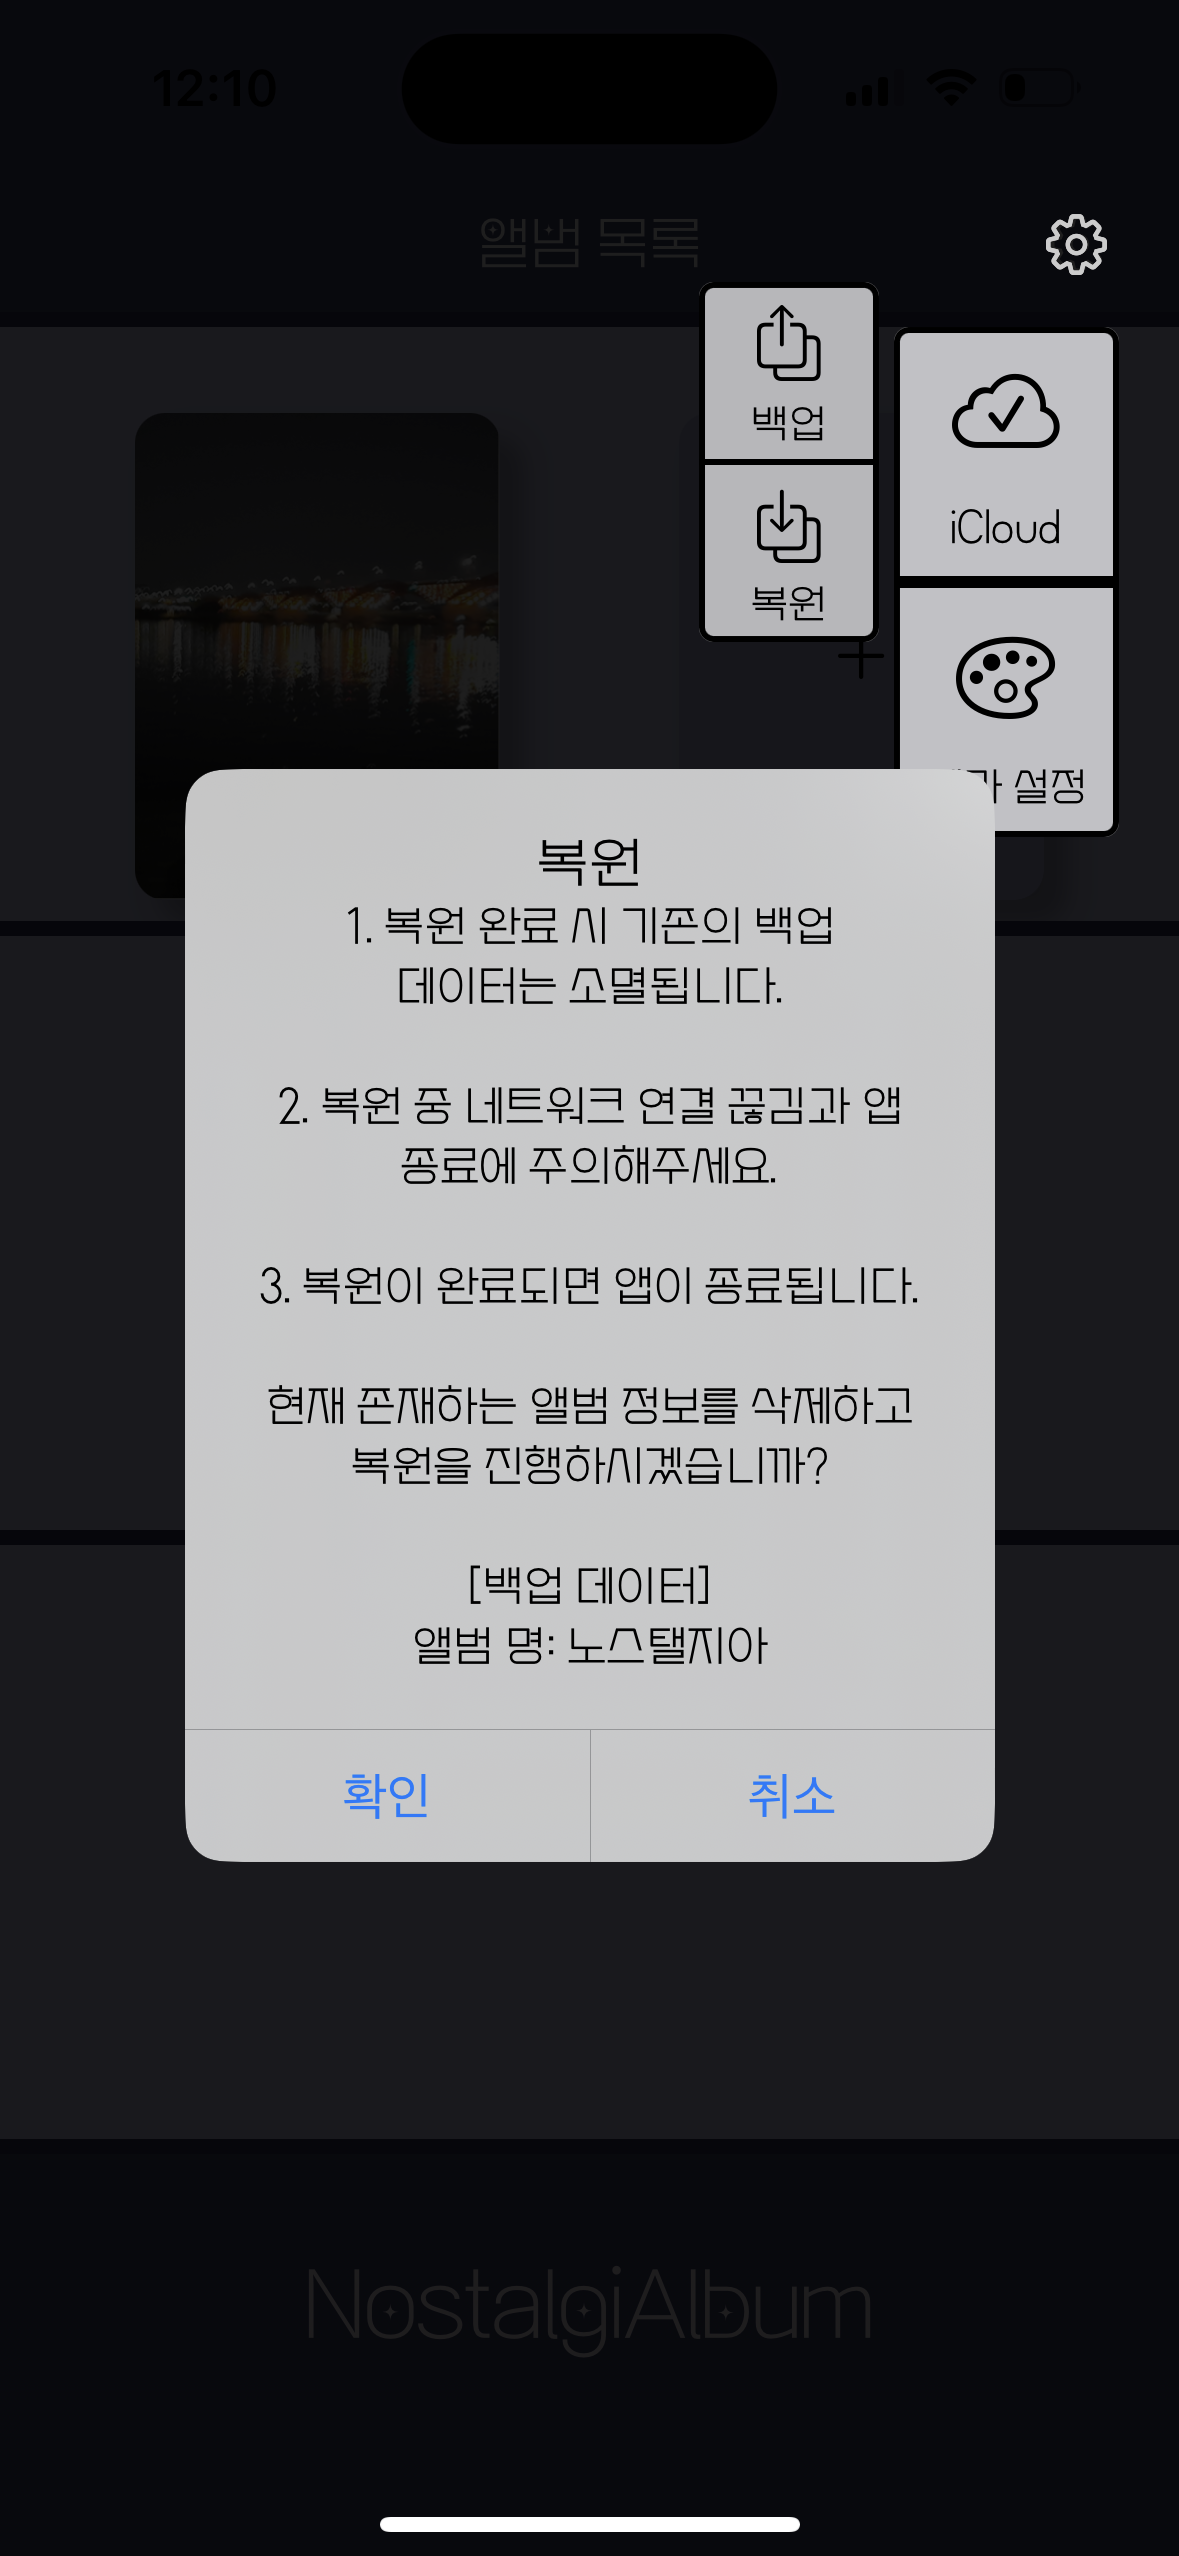 12:10
앨범 목록
백업
iCloud
복원
설정
복원
1. 복원 완료 시 기존의 백업
데이터는 소멸됩니다.
2. 복원 중 네트워크 연결 끊김과 앱
종료에 주의해주세요.
3. 복원이 완료되면 앱이 종료됩니다.
현재 존재하는 앨범 정보를 삭제하고
복원을 진행하시겠습니까?
[백업 데이터]
앨범 명: 노스탤지아
확인
취소
NostalgiAlbum